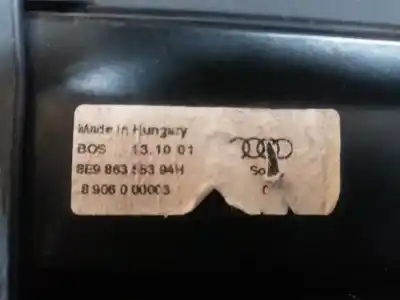 Made in Hungary
BOS 13.10 01
8E9 863 553 94H
8 906 0 00003